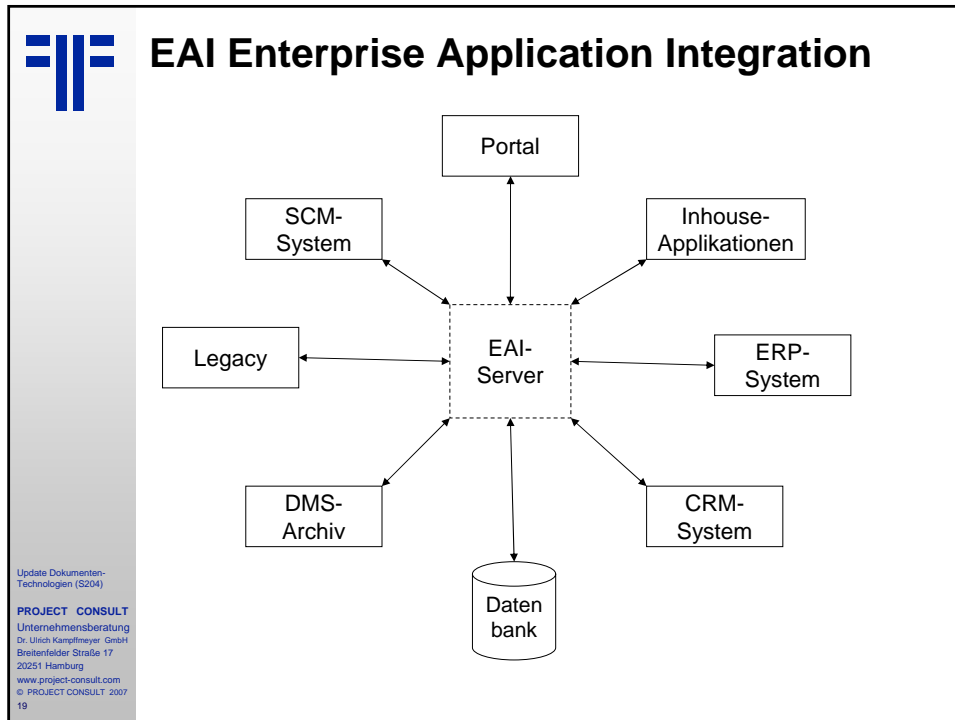 EAI Enterprise Application Integration
Portal
SCM-
System
Inhouse-
Applikationen
Legacy
EAI-
Server
ERP-
System
DMS-
Archiv
CRM-
System
Daten
bank
Update Dokumenten-
Technologien (S204)
PROJECT CONSULT
Unternehmensberatung
Dr. Ulrich Kampffmeyer GmbH
Breitenfelder Straße 17
20251 Hamburg
www.project-consult.com
© PROJECT CONSULT 2007
19